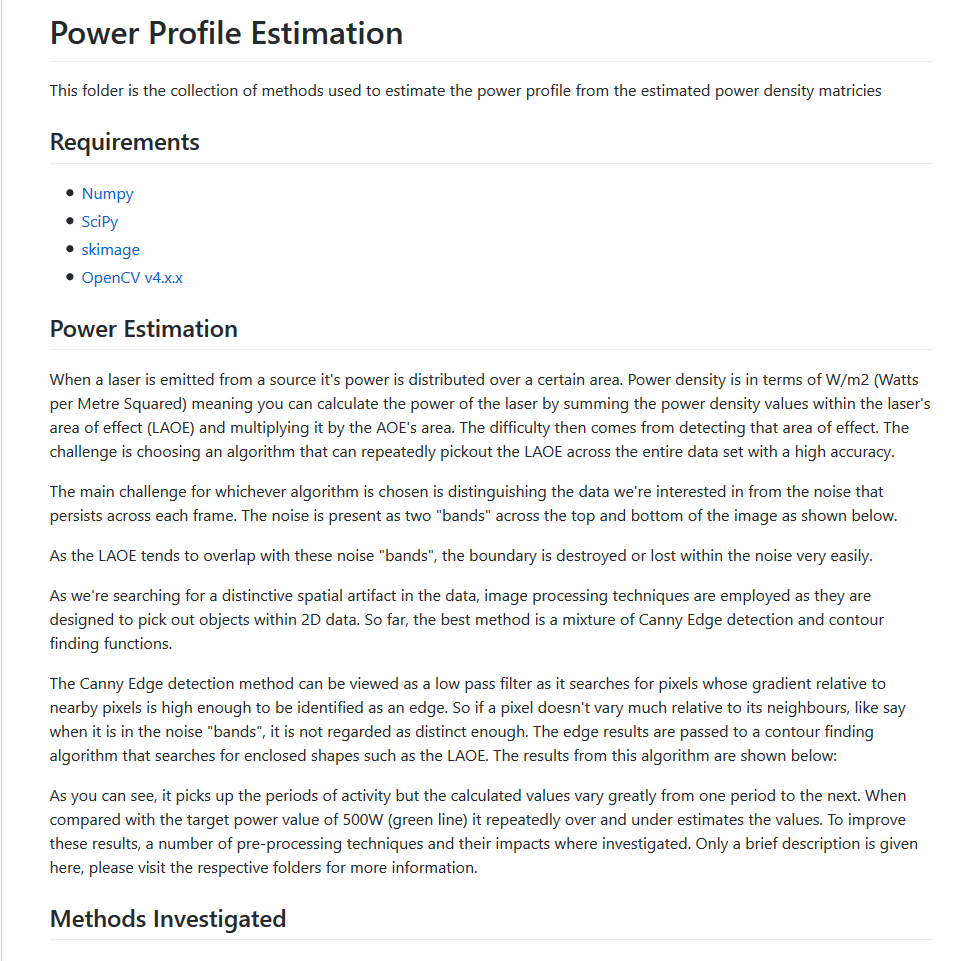 Power Profile Estimation
This folder is the collection of methods used to estimate the power profile from the estimated power density matricies
Requirements
Numpy
SciPy
skimage
OpenCV v4.x.x
Power Estimation
When a laser is emitted from a source it's power is distributed over a certain area. Power density is in terms of W/m2 (Watts
per Metre Squared) meaning you can calculate the power of the laser by summing the power density values within the laser's
area of effect (LAOE) and multiplying it by the AOE's area. The difficulty then comes from detecting that area of effect. The
challenge is choosing an algorithm that can repeatedly pickout the LAOE across the entire data set with a high accuracy.
The main challenge for whichever algorithm is chosen is distinguishing the data we're interested in from the noise that
persists across each frame. The noise is present as two "bands" across the top and bottom of the image as shown below.
As the LAOE tends to overlap with these noise "bands", the boundary is destroyed or lost within the noise very easily.
As we're searching for a distinctive spatial artifact in the data, image processing techniques are employed as they are
designed to pick out objects within 2D data. So far, the best method is a mixture of Canny Edge detection and contour
finding functions.
The Canny Edge detection method can be viewed as a low pass filter as it searches for pixels whose gradient relative to
nearby pixels is high enough to be identified as an edge. So if a pixel doesn't vary much relative to its neighbours, like say
when it is in the noise "bands", it is not regarded as distinct enough. The edge results are passed to a contour finding
algorithm that searches for enclosed shapes such as the LAOE. The results from this algorithm are shown below:
As you can see, it picks up the periods of activity but the calculated values vary greatly from one period to the next. When
compared with the target power value of 500W (green line) it repeatedly over and under estimates the values. To improve
these results, a number of pre-processing techniques and their impacts where investigated. Only a brief description is given
here, please visit the respective folders for more information.
Methods Investigated